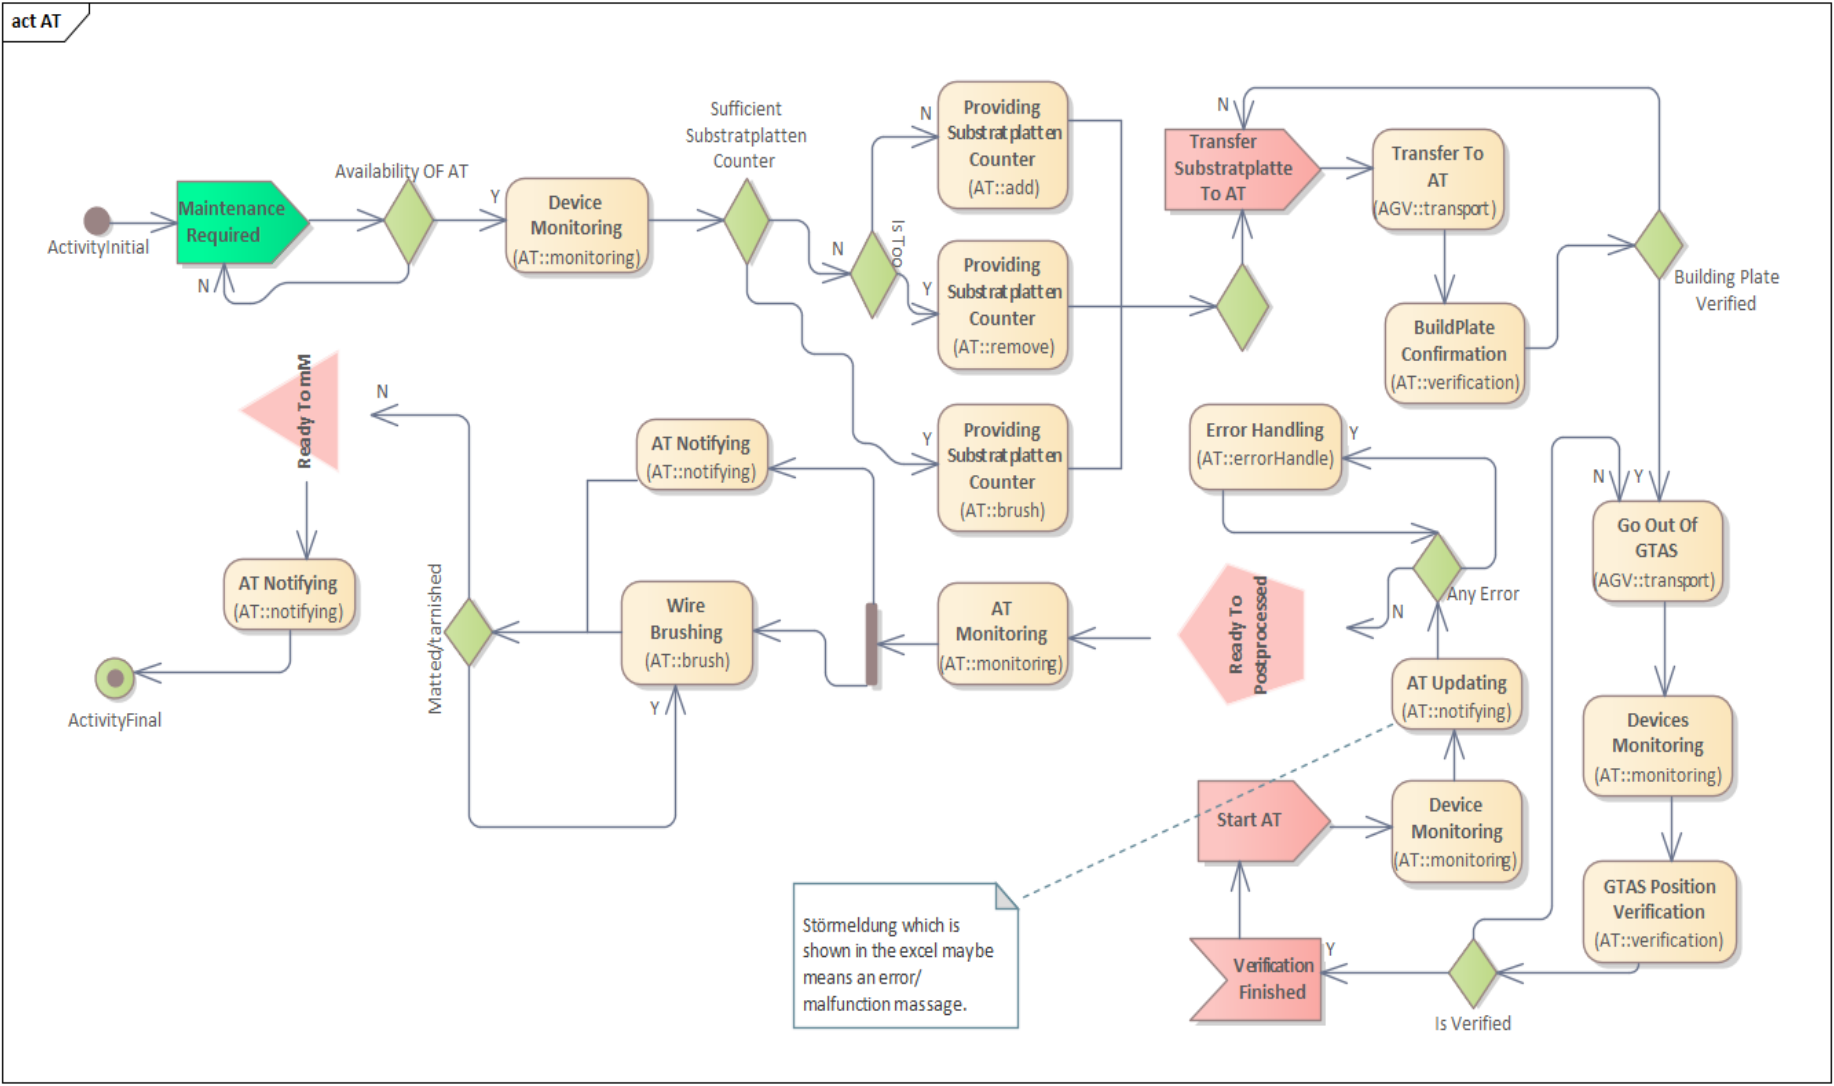 act AT
ActivityInitial
Maintenance
Required
N
Availability OF AT
Y
Device
Monitoring
(AT::monitoring)
Sufficient
Substratplatten
Counter
N
Y
Is Too
N
Y
Providing
Substratplatten
Counter
(AT::add)
Providing
Substratplatten
Counter
(AT::remove)
Providing
Substratplatten
Counter
(AT::brush)
N
Transfer
Substratplatte
To AT
Transfer To
AT
(AGV::transport)
BuildPlate
Confirmation
(AT::verification)
Building Plate
Verified
N
Y
Go Out Of
GTAS
(AGV::transport)
Devices
Monitoring
(AT::monitoring)
GTAS Position
Verification
(AT::verification)
Is Verified
Y
Verification
Finished
Start AT
Device
Monitoring
(AT::monitoring)
AT Updating
(AT::notifying)
Any Error
Y
N
Error Handling
(AT::errorHandle)
Ready To
Postprocessed
AT
Monitoring
(AT::monitoring)
AT Notifying
(AT::notifying)
Wire
Brushing
(AT::brush)
Y
Matted/tarnished
N
Ready To mM
AT Notifying
(AT::notifying)
ActivityFinal
Störmeldung which is
shown in the excel maybe
means an error/
malfunction massage.